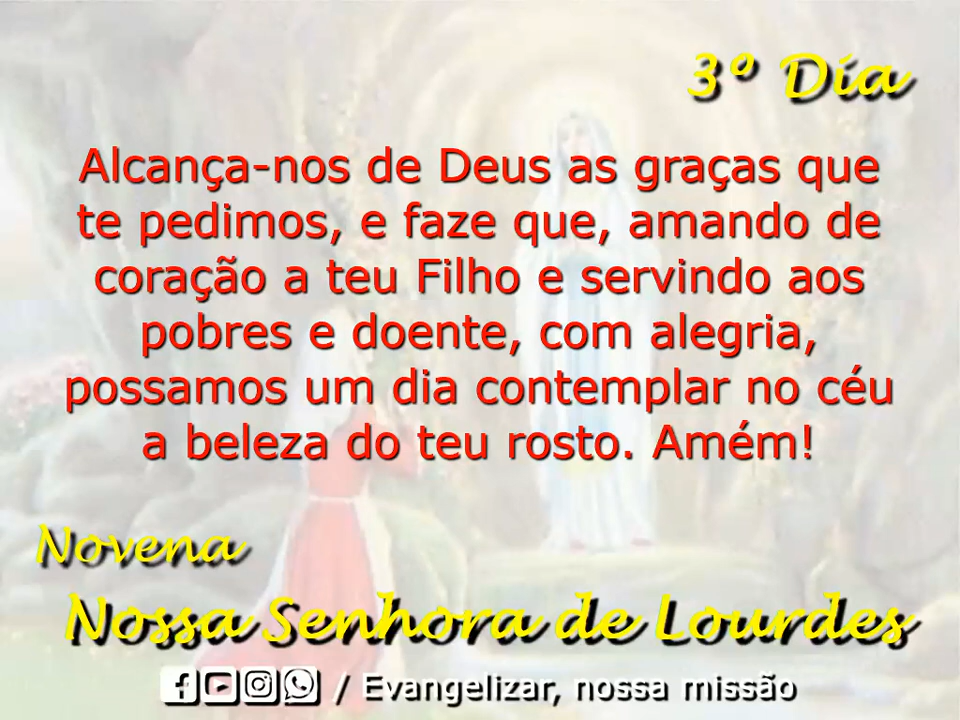 3º Dia
Alcança-nos de Deus as graças que
te pedimos, e faze que, amando de
coração a teu Filho e servindo aos
pobres e doente, com alegria,
possamos um dia contemplar no céu
a beleza do teu rosto. Amém!
Novena
Nossa Senhora de Lourdes
/ Evangelizar, nossa missão